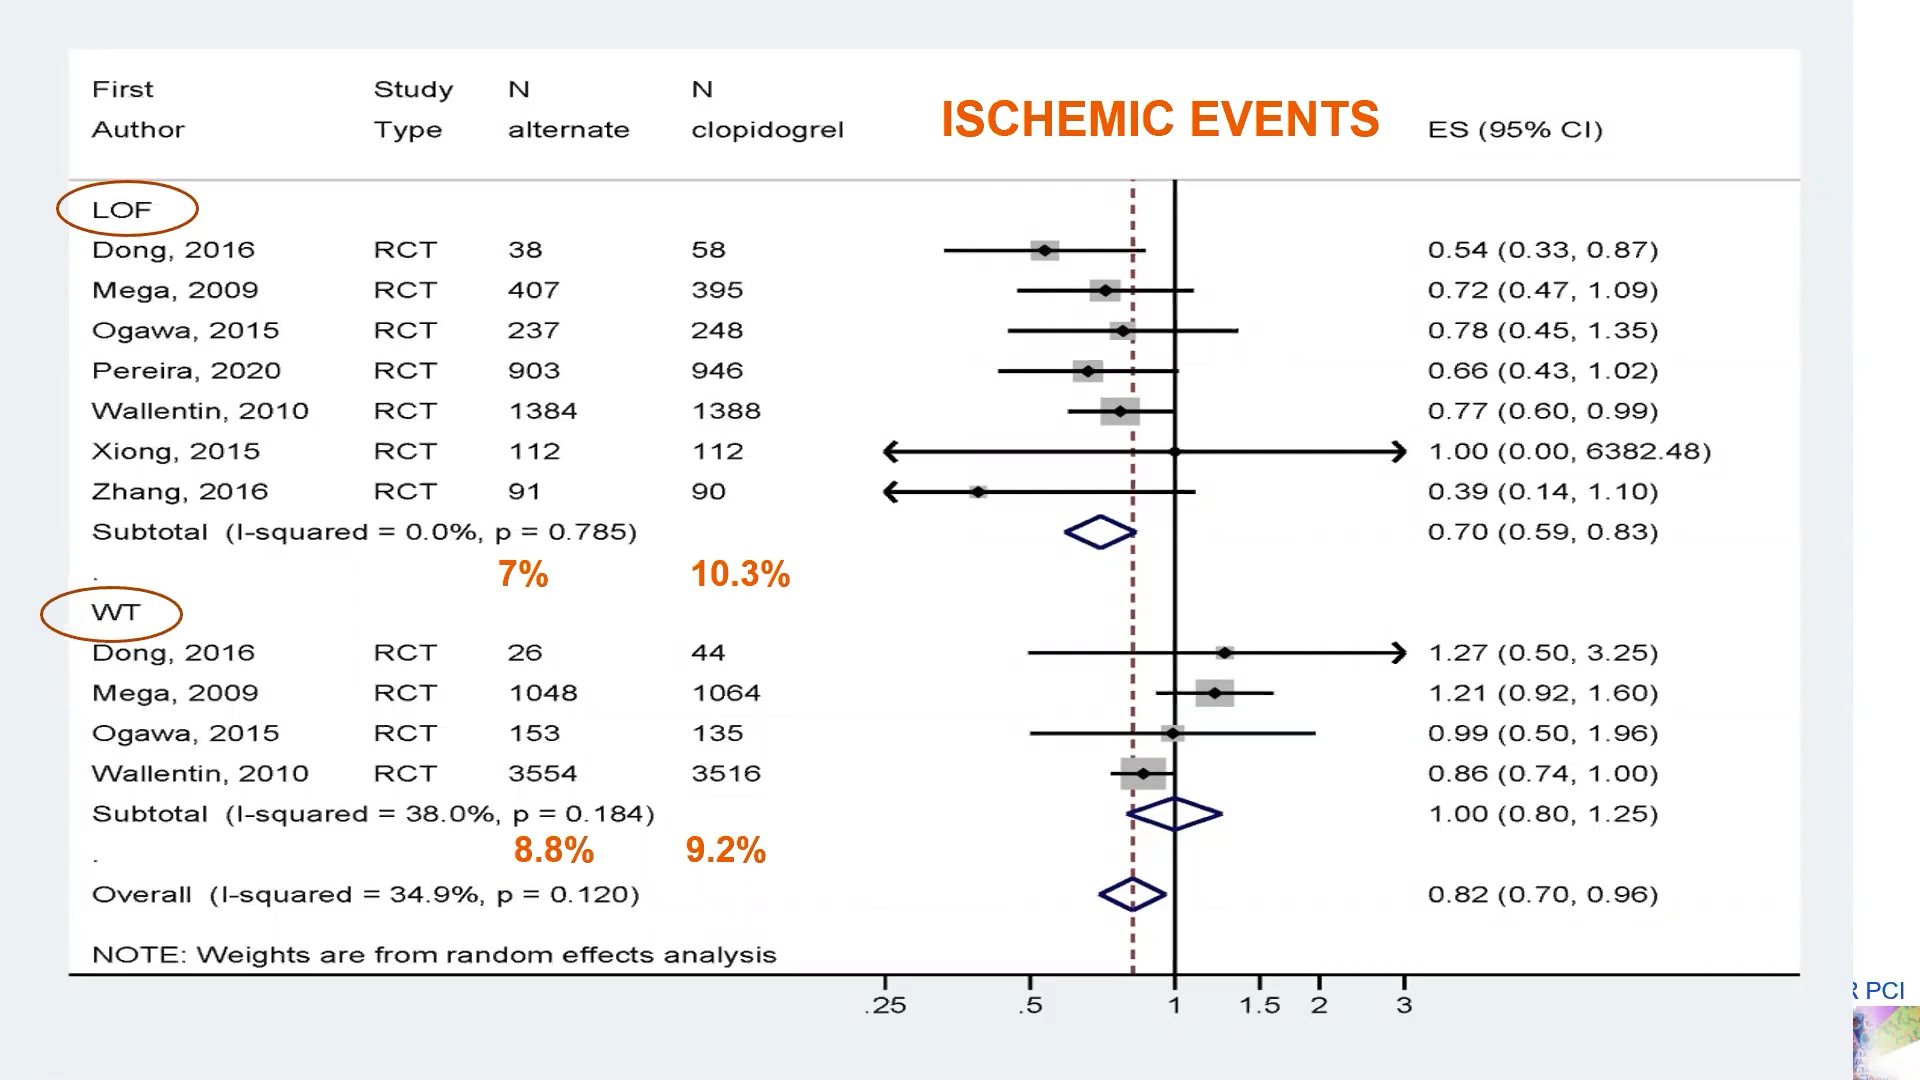 First Study N N
Author Type alternate clopidogrel ISCHEMIC EVENTS ES (95% CI)
LOF
Dong, 2016 RCT 38 58 0.54 (0.33, 0.87)
Mega, 2009 RCT 407 395 0.72 (0.47, 1.09)
Ogawa, 2015 RCT 237 248 0.78 (0.45, 1.35)
Pereira, 2020 RCT 903 946 0.66 (0.43, 1.02)
Wallentin, 2010 RCT 1384 1388 0.77 (0.60, 0.99)
Xiong, 2015 RCT 112 112 1.00 (0.00, 6382.48)
Zhang, 2016 RCT 91 90 0.39 (0.14, 1.10)
Subtotal (I-squared = 0.0%, p = 0.785) 0.70 (0.59, 0.83)
. 7% 10.3%
WT
Dong, 2016 RCT 26 44 1.27 (0.50, 3.25)
Mega, 2009 RCT 1048 1064 1.21 (0.92, 1.60)
Ogawa, 2015 RCT 153 135 0.99 (0.50, 1.96)
Wallentin, 2010 RCT 3554 3516 0.86 (0.74, 1.00)
Subtotal (I-squared = 38.0%, p = 0.184) 1.00 (0.80, 1.25)
. 8.8% 9.2%
Overall (I-squared = 34.9%, p = 0.120) 0.82 (0.70, 0.96)
NOTE: Weights are from random effects analysis
.25 .5 1 1.5 2 3
PCI